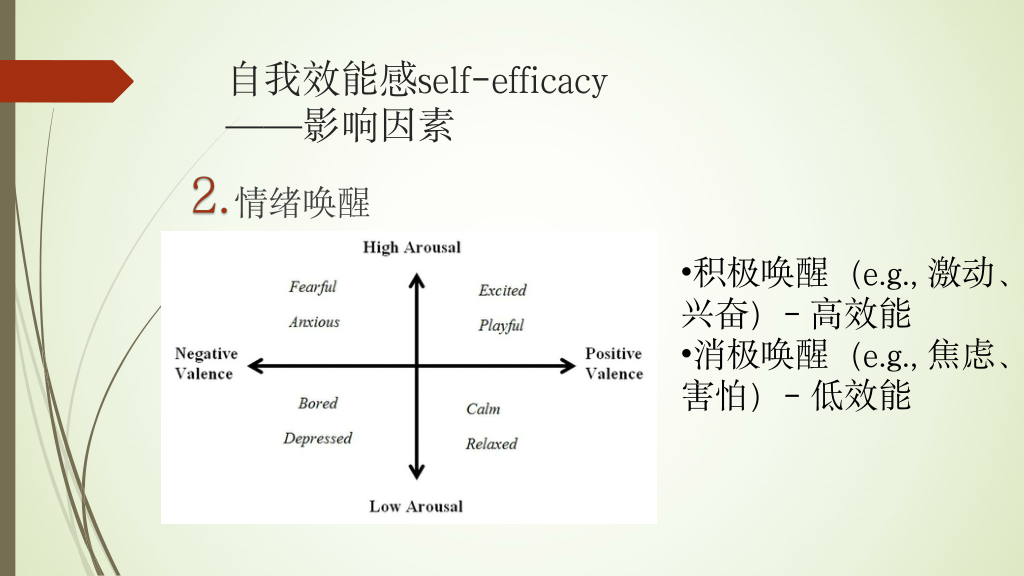 自我效能感self-efficacy
——影响因素
2.情绪唤醒
High Arousal
Fearful
Excited
Anxious
Playful
Negative
Valence
Positive
Valence
Bored
Calm
Depressed
Relaxed
Low Arousal
•积极唤醒（e.g., 激动、
兴奋）- 高效能
•消极唤醒（e.g., 焦虑、
害怕）- 低效能